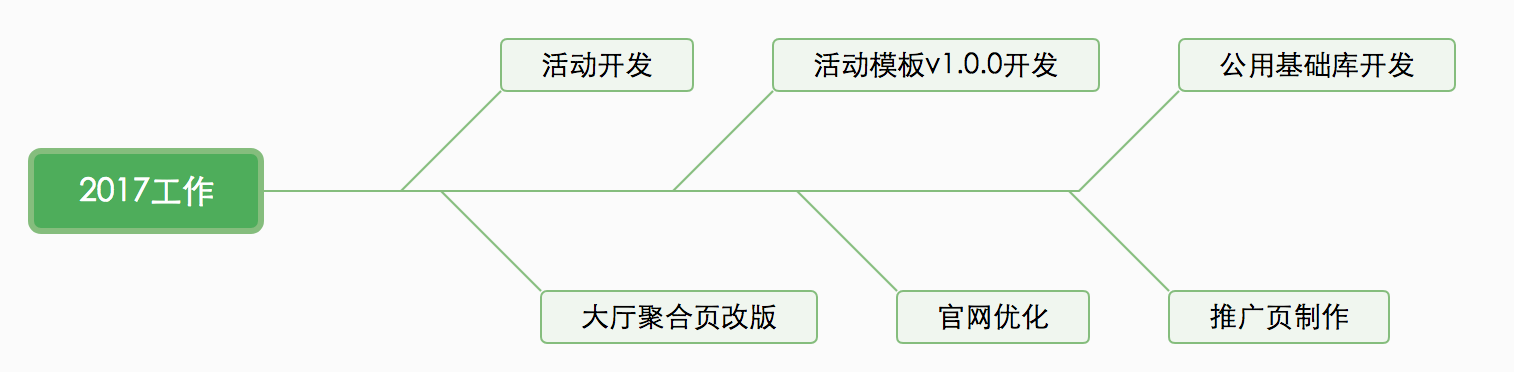 活动开发
活动模板v1.0.0开发
公用基础库开发
2017工作
大厅聚合页改版
官网优化
推广页制作